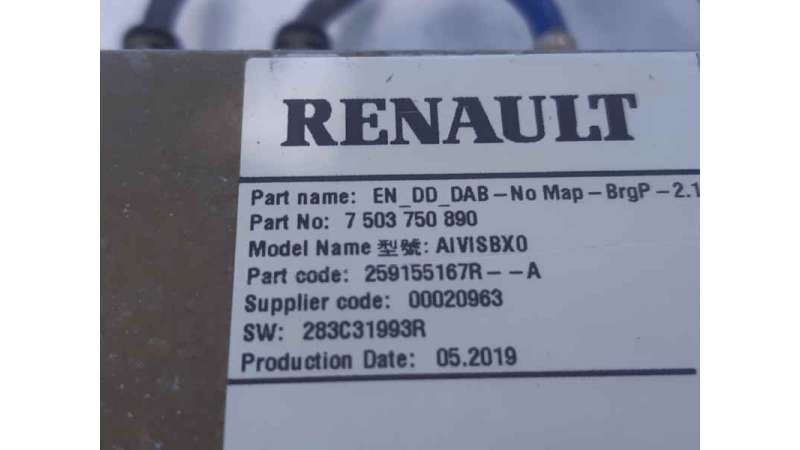 RENAULT
Part name: EN_DD_DAB-No Map-BrgP-2.1
Part No: 7 503 750 890
Model Name 型號: AIVISBX0
Part code: 259155167R--A
Supplier code: 00020963
SW: 283C31993R
Production Date: 05.2019